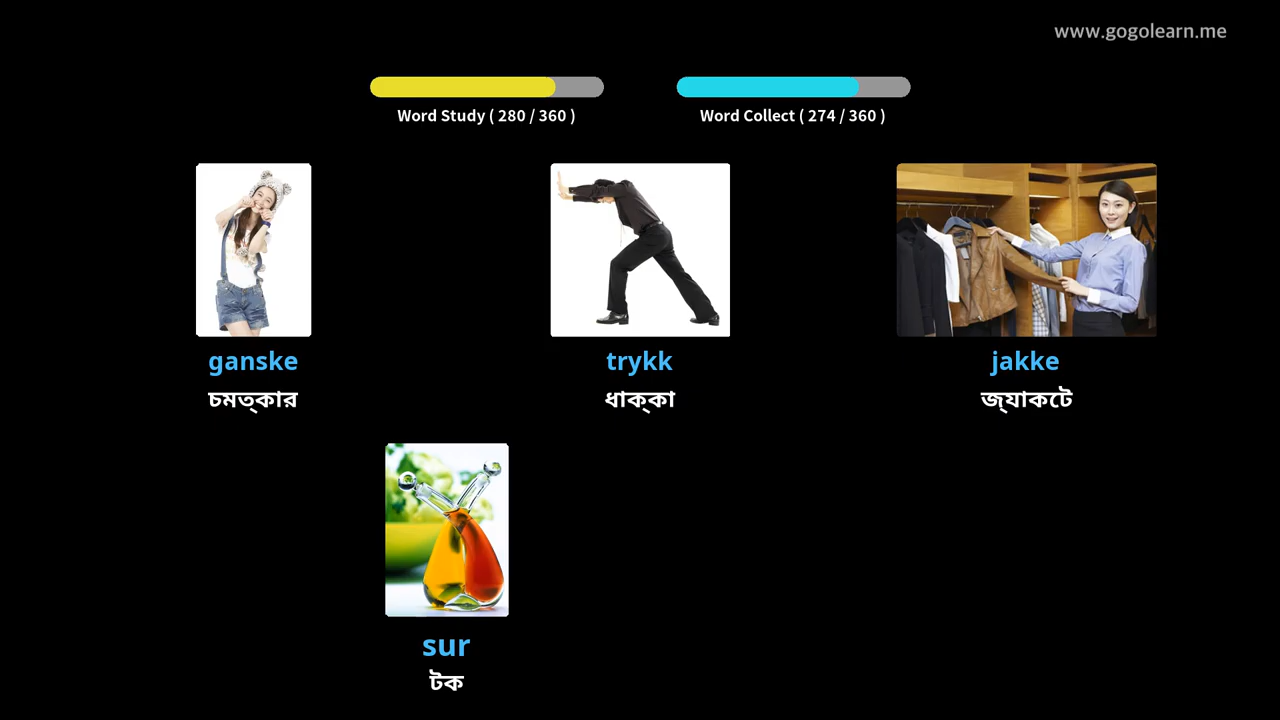 www.gogolearn.me
Word Study ( 280 / 360 )
Word Collect ( 274 / 360 )
ganske
trykk
jakke
চমত্কার
ধাক্কা
জ্যাকেট
sur
টক